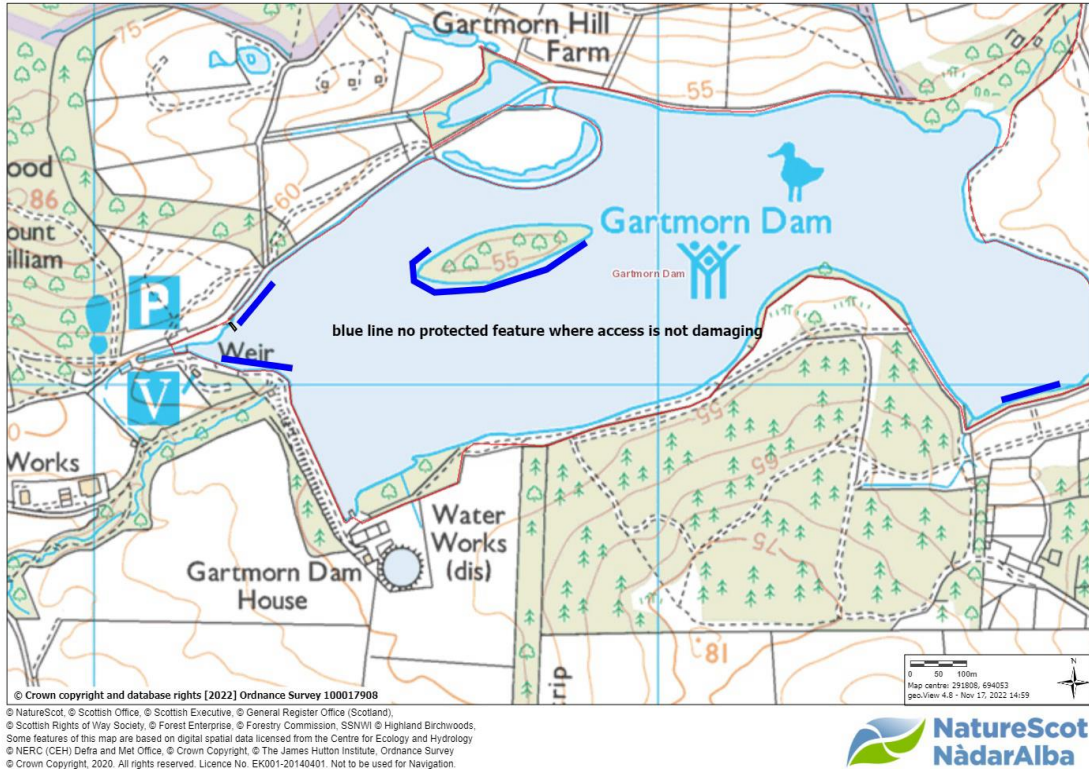 Gartmorn Hill
Farm
75
55
ood
86
ount
illiam
60
Gartmorn Dam
55
Gartmorn Dam
P
blue line no protected feature where access is not damaging
Weir
V
55
Works
65
Water
Works
(dis)
75
Gartmorn Dam
House
81
rip
0 50 100m
N
Map centre: 291808, 694053
geo.View 4.8 - Nov 17, 2022 14:59
© Crown copyright and database rights [2022] Ordnance Survey 100017908
© NatureScot, © Scottish Office, © Scottish Executive, © General Register Office (Scotland),
© Scottish Rights of Way Society, © Forest Enterprise, © Forestry Commission, SSNWI © Highland Birchwoods,
Some features of this map are based on digital spatial data licensed from the Centre for Ecology and Hydrology
© NERC (CEH) Defra and Met Office, © Crown Copyright, © The James Hutton Institute, Ordnance Survey
© Crown Copyright, 2020. All rights reserved. Licence No. EK001-20140401. Not to be used for Navigation.
NatureScot
NàdarAlba